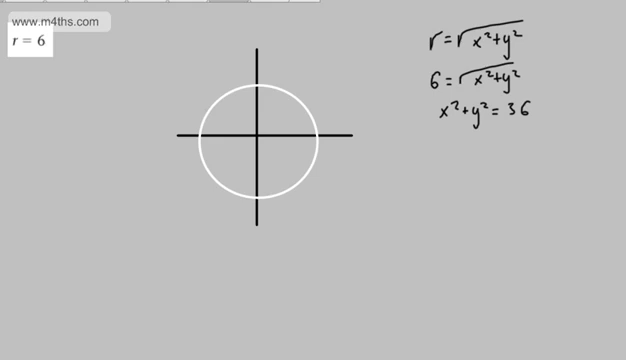 www.m4ths.com
r = 6
r = √x²+y²
6 = √x²+y²
x²+y² = 36